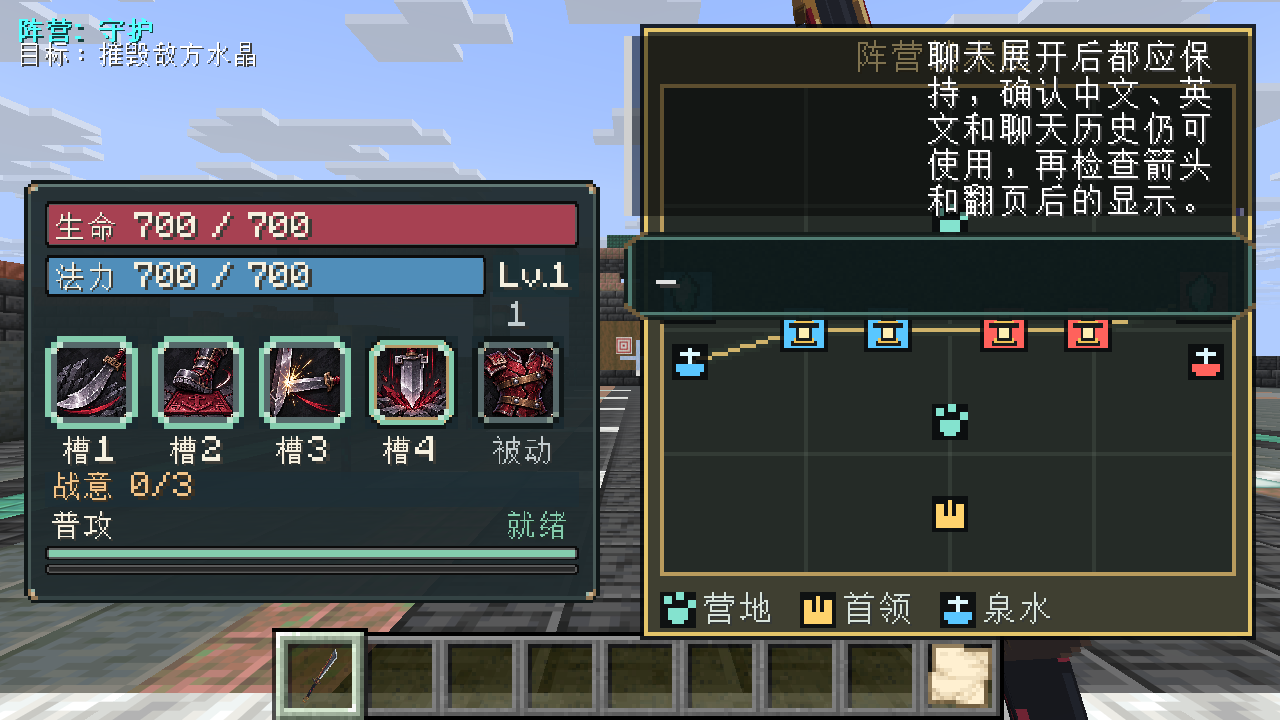 阵营：守护
目标：摧毁敌方水晶
阵营
聊天展开后都应保
持，确认中文、英
文和聊天历史仍可
使用，再检查箭头
和翻页后的显示。
生命 700 / 700
法力 700 / 700
Lv.1
1
槽1 槽2 槽3 槽4 被动
战意 0/3
普攻 就绪
营地 首领 泉水